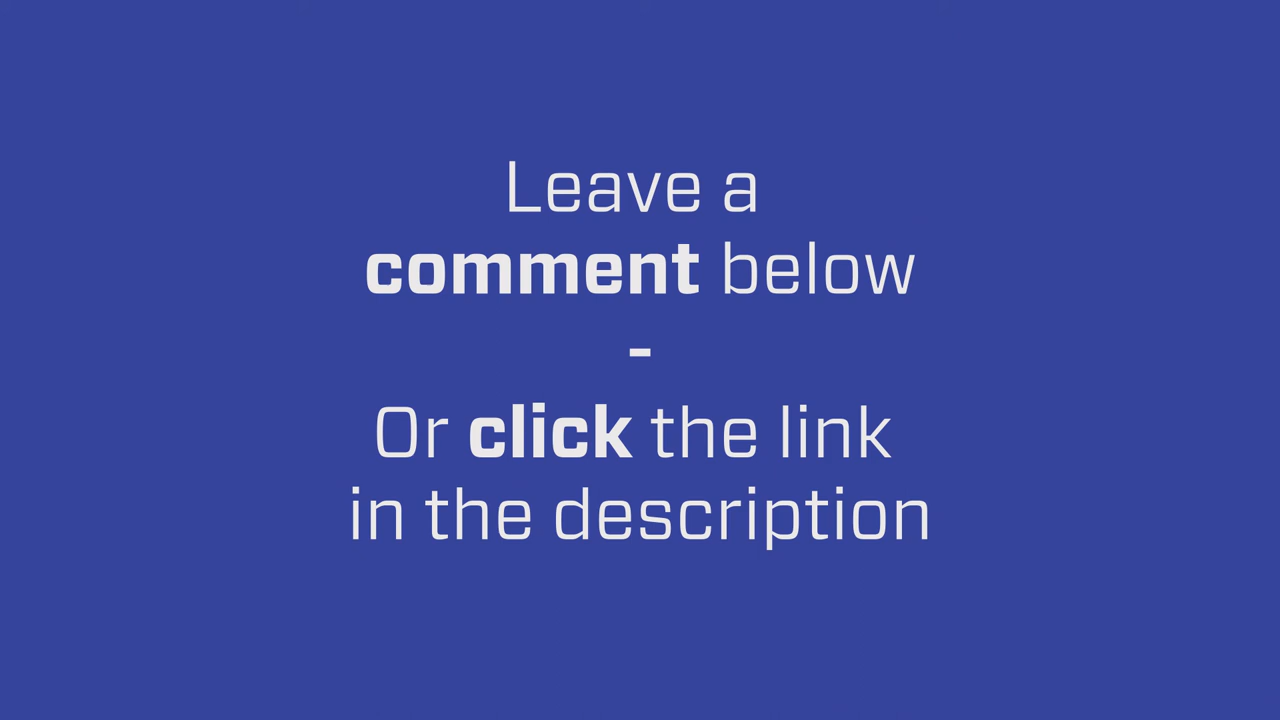 Leave a
comment below
-
Or click the link
in the description